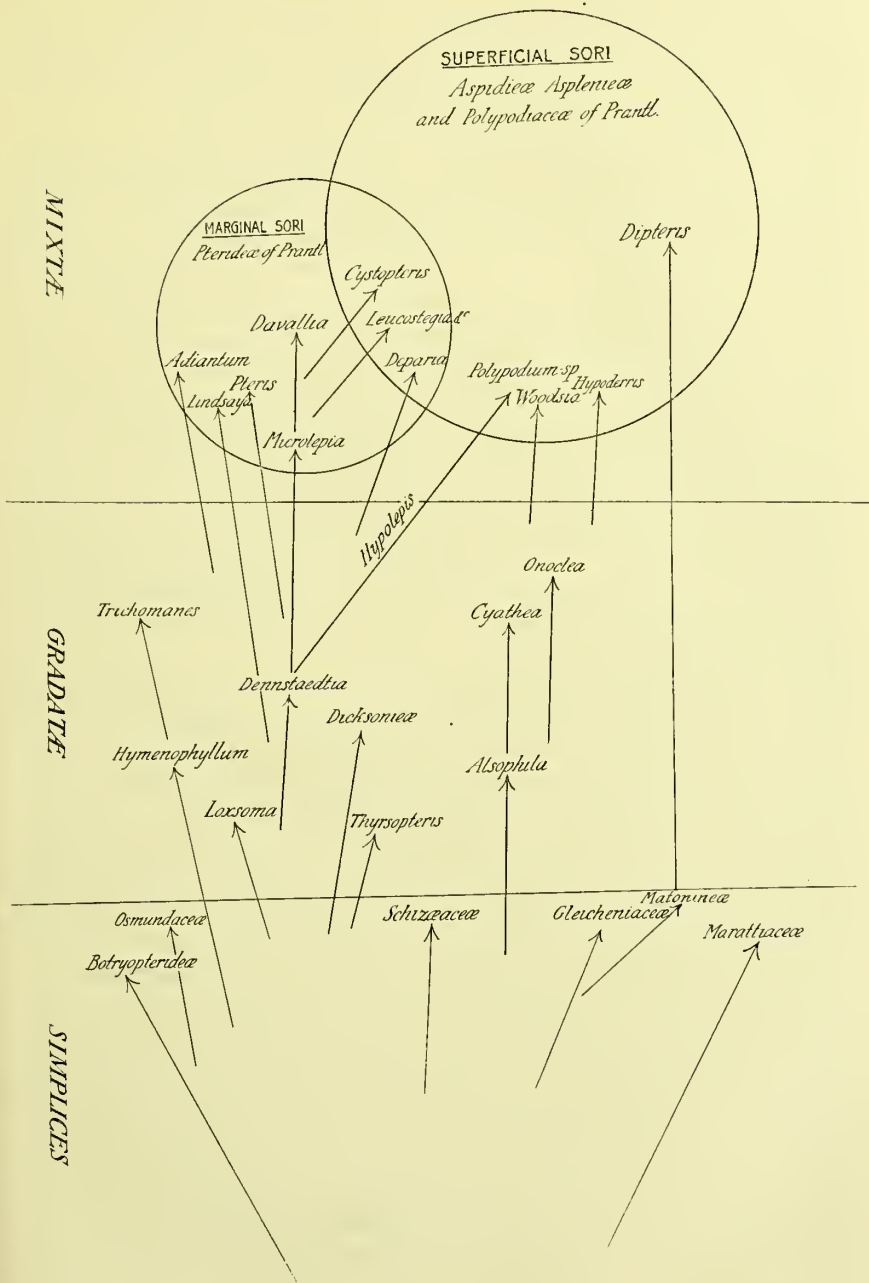 SUPERFICIAL SORI
Aspidieæ Asplenieæ
and Polypodiaceæ of Prantl.
MIXTÆ
MARGINAL SORI
Pterideæ of Prantl
Dipteris
Cystopteris
Davallia
Leucostegia &c
Adiantum
Pteris
Deparia
Polypodium-sp
Hypoderris
Lindsaya
Woodsia
Microlepia
Hypolepis
GRADATÆ
Onoclea
Trichomanes
Cyathea
Dennstaedtia
Dicksonieæ
Hymenophyllum
Alsophila
Loxsoma
Thyrsopteris
SIMPLICES
Matonineæ
Osmundaceæ
Schizæaceæ
Gleicheniaceæ
Marattiaceæ
Botryopterideæ